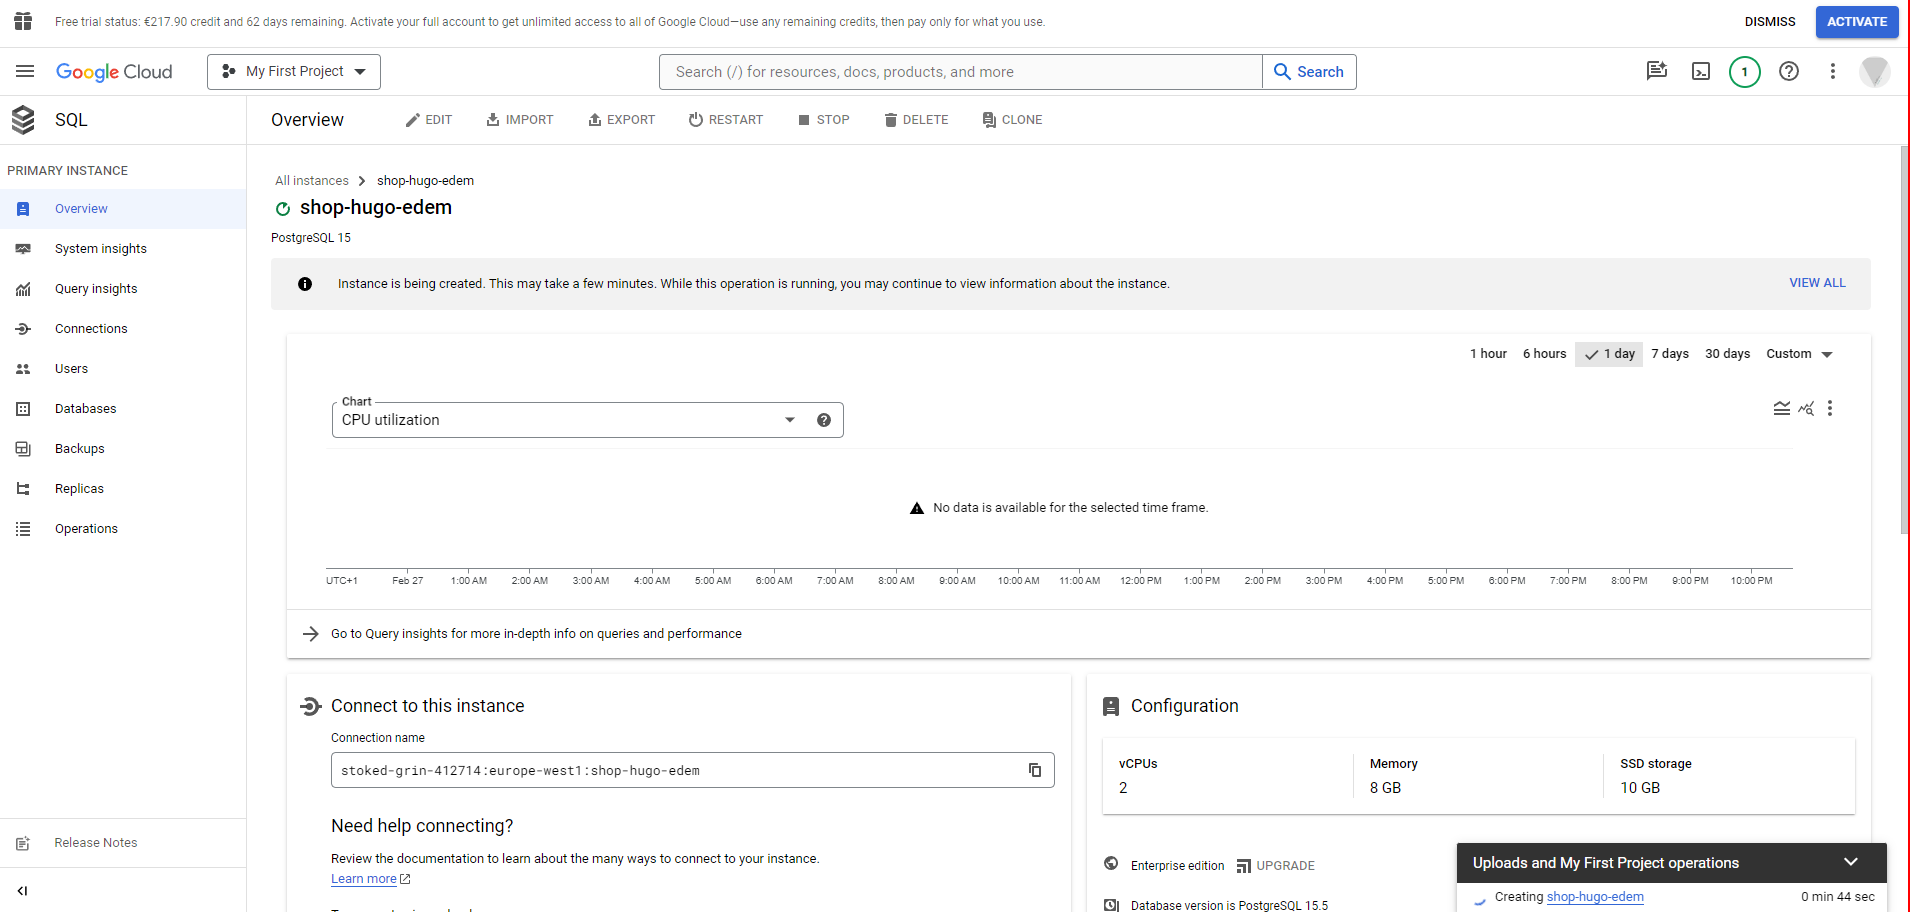 Free trial status: €217.90 credit and 62 days remaining. Activate your full account to get unlimited access to all of Google Cloud—use any remaining credits, then pay only for what you use.
DISMISS
ACTIVATE
Google Cloud
My First Project
Search (/) for resources, docs, products, and more
Search
1
SQL
Overview
EDIT
IMPORT
EXPORT
RESTART
STOP
DELETE
CLONE
PRIMARY INSTANCE
Overview
System insights
Query insights
Connections
Users
Databases
Backups
Replicas
Operations
Release Notes
All instances
shop-hugo-edem
shop-hugo-edem
PostgreSQL 15
Instance is being created. This may take a few minutes. While this operation is running, you may continue to view information about the instance.
VIEW ALL
1 hour
6 hours
1 day
7 days
30 days
Custom
Chart
CPU utilization
No data is available for the selected time frame.
UTC+1
Feb 27
1:00 AM
2:00 AM
3:00 AM
4:00 AM
5:00 AM
6:00 AM
7:00 AM
8:00 AM
9:00 AM
10:00 AM
11:00 AM
12:00 PM
1:00 PM
2:00 PM
3:00 PM
4:00 PM
5:00 PM
6:00 PM
7:00 PM
8:00 PM
9:00 PM
10:00 PM
Go to Query insights for more in-depth info on queries and performance
Connect to this instance
Connection name
stoked-grin-412714:europe-west1:shop-hugo-edem
Need help connecting?
Review the documentation to learn about the many ways to connect to your instance.
Learn more
Configuration
vCPUs
2
Memory
8 GB
SSD storage
10 GB
Enterprise edition
UPGRADE
Database version is PostgreSQL 15.5
Uploads and My First Project operations
Creating shop-hugo-edem
0 min 44 sec